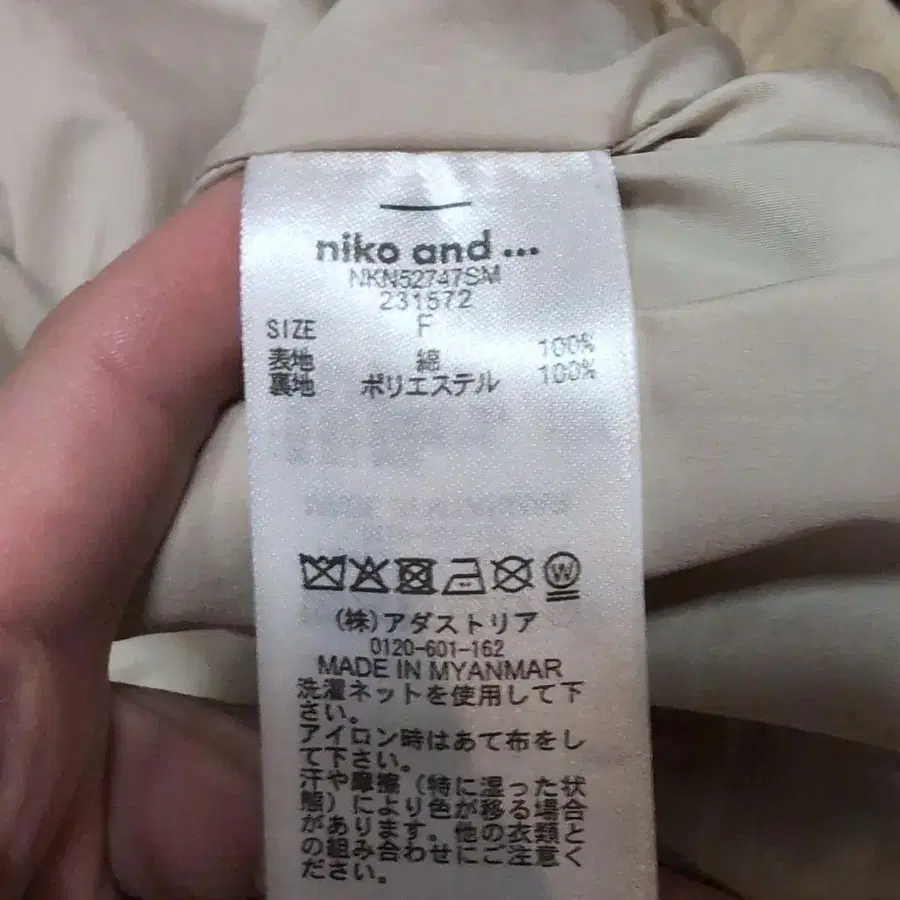 niko and ...
NKN52747SM
231572
SIZE F
表地 綿 100%
裏地 ポリエステル 100%
W
(株)アダストリア
0120-601-162
MADE IN MYANMAR
洗濯ネットを使用して下
さい。
アイロン時はあて布をし
て下さい。
汗や摩擦(特に湿った状
態)により色が移る場合
があります。他の衣類と
の組み合わせにご注意く
ださい。